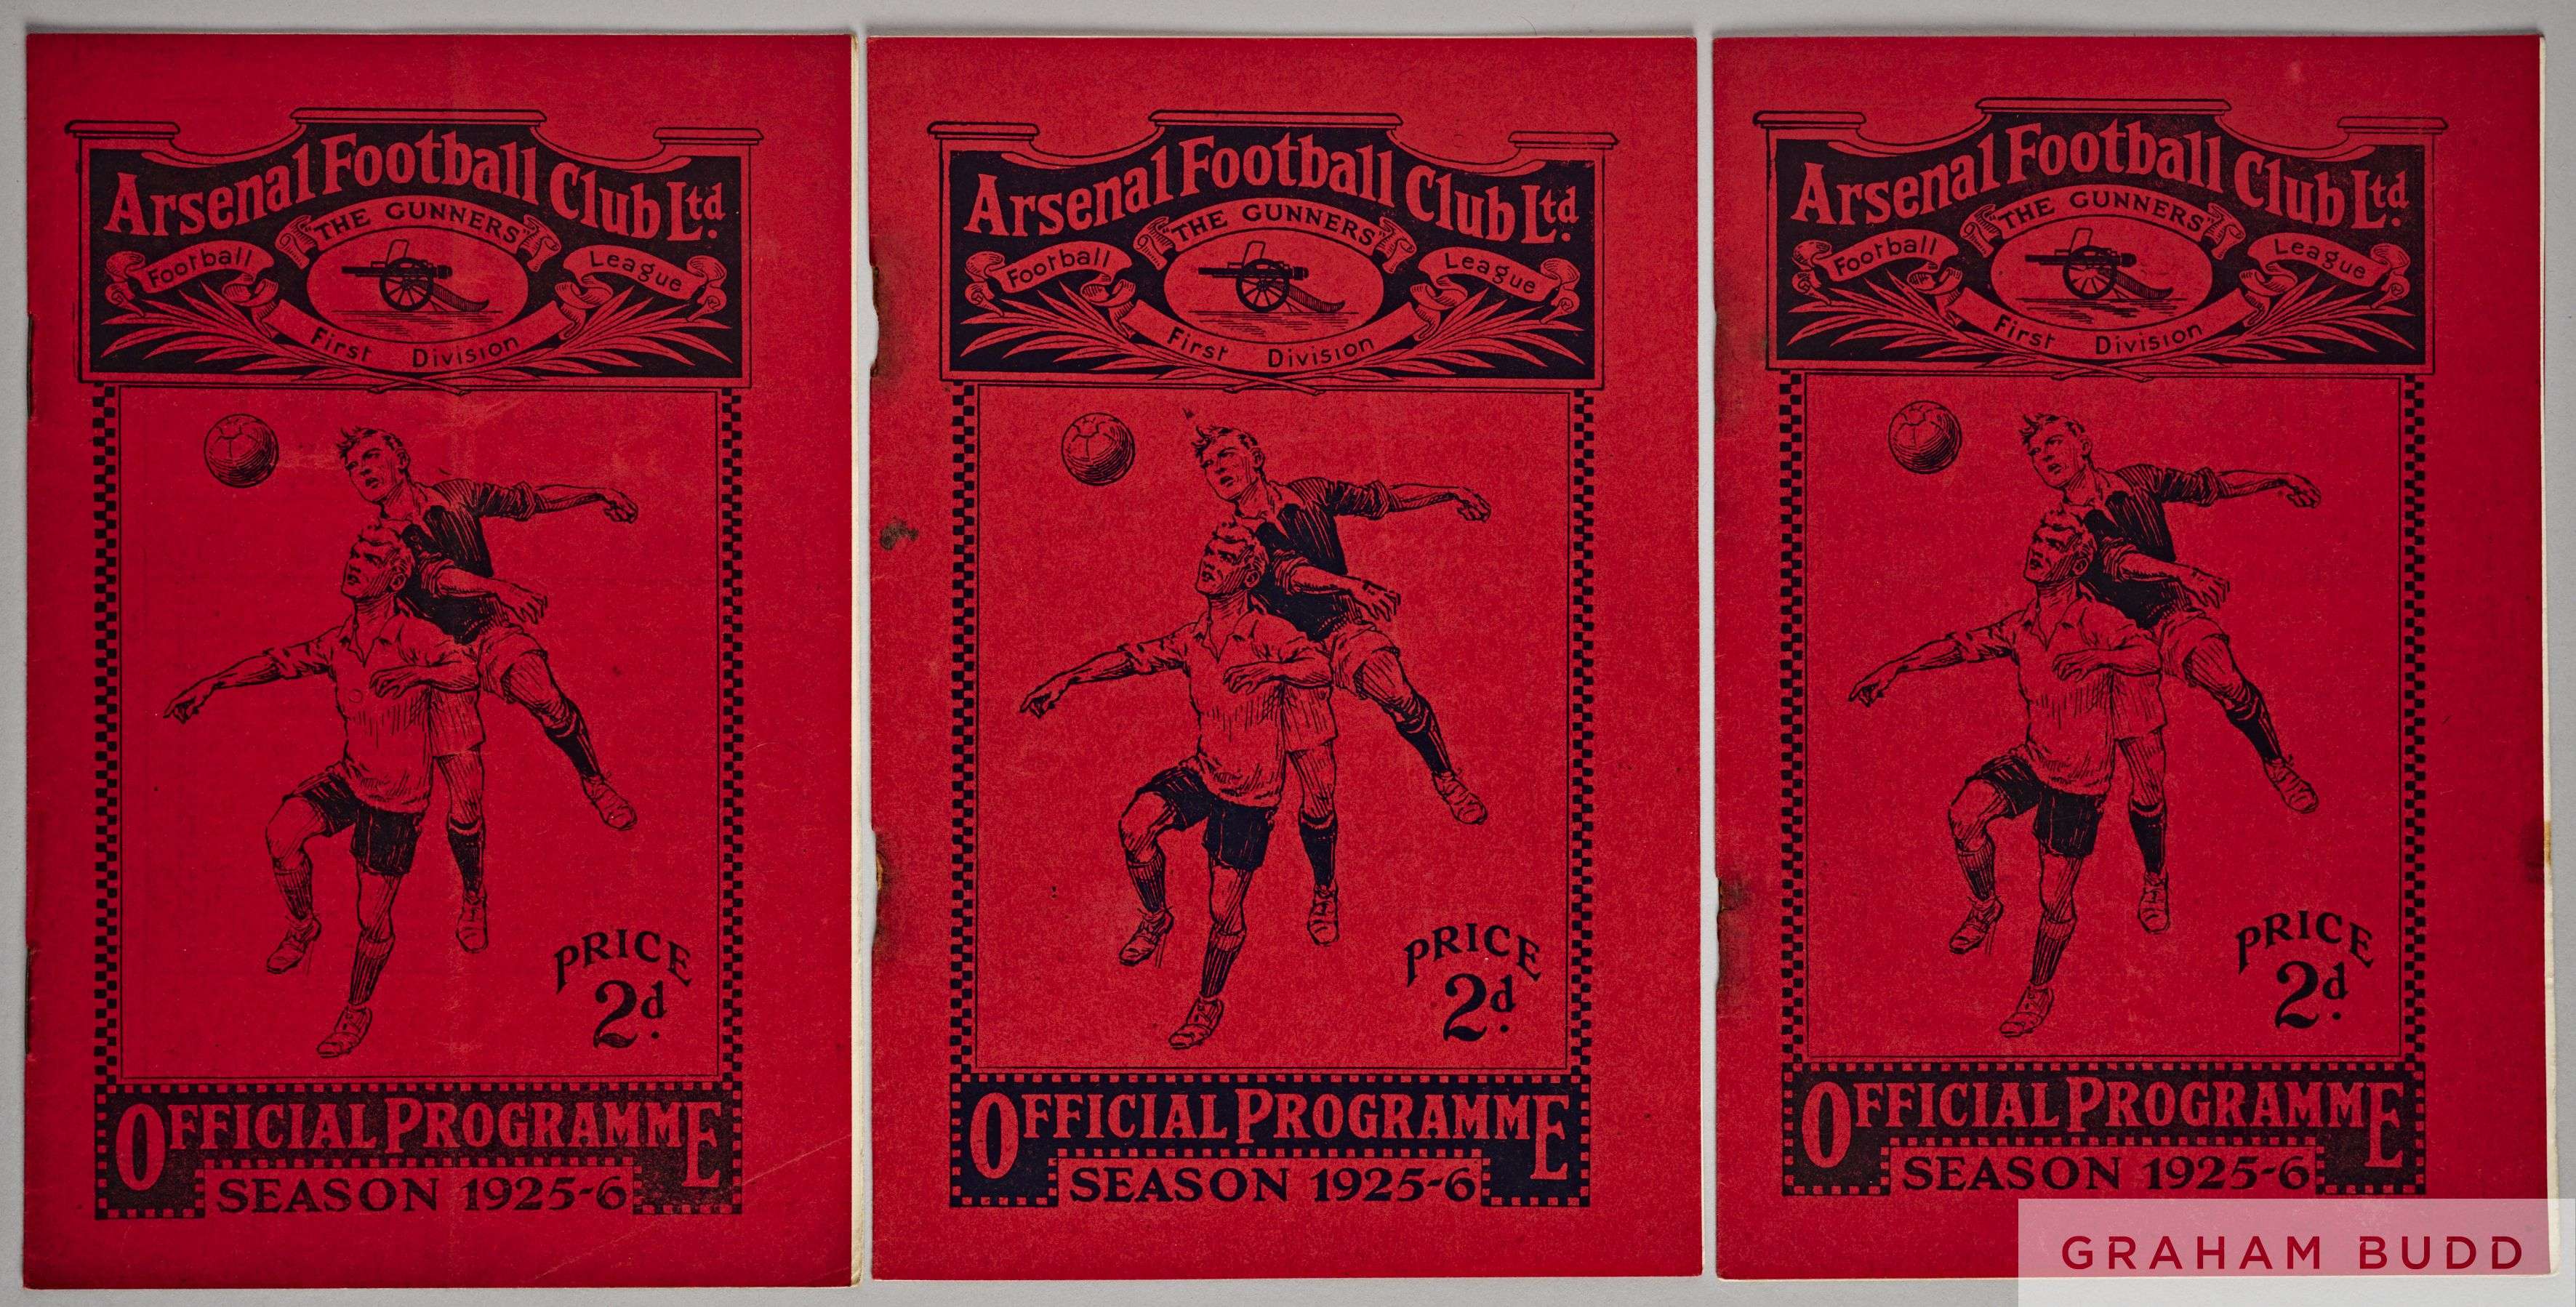 Arsenal Football Club Ltd.
"THE GUNNERS"
Football League
First Division
PRICE
2d.
OFFICIAL PROGRAMME
SEASON 1925-6
Arsenal Football Club Ltd.
"THE GUNNERS"
Football League
First Division
PRICE
2d.
OFFICIAL PROGRAMME
SEASON 1925-6
Arsenal Football Club Ltd.
"THE GUNNERS"
Football League
First Division
PRICE
2d.
OFFICIAL PROGRAMME
SEASON 1925-6
GRAHAM BUDD